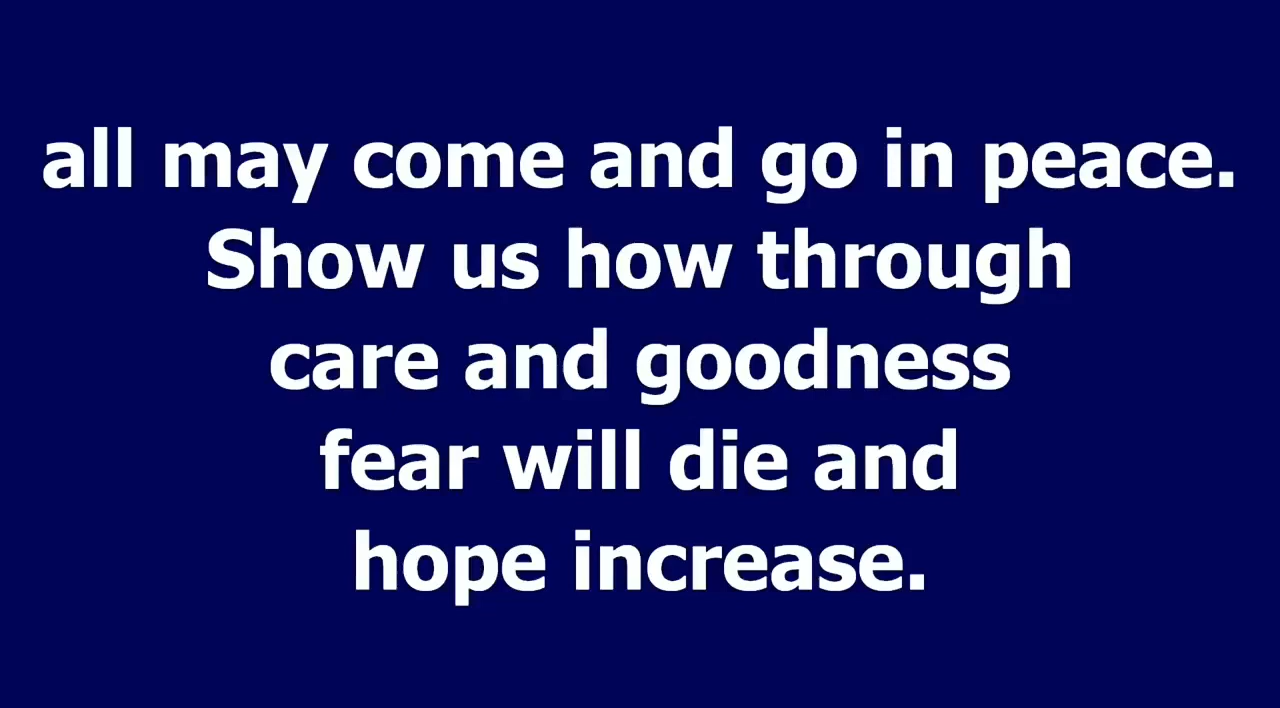 all may come and go in peace.
Show us how through
care and goodness
fear will die and
hope increase.